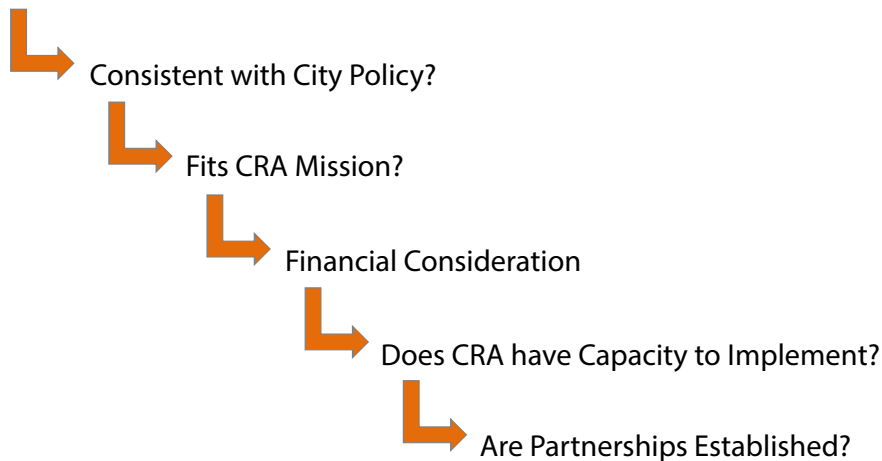 Consistent with City Policy?
Fits CRA Mission?
Financial Consideration
Does CRA have Capacity to Implement?
Are Partnerships Established?